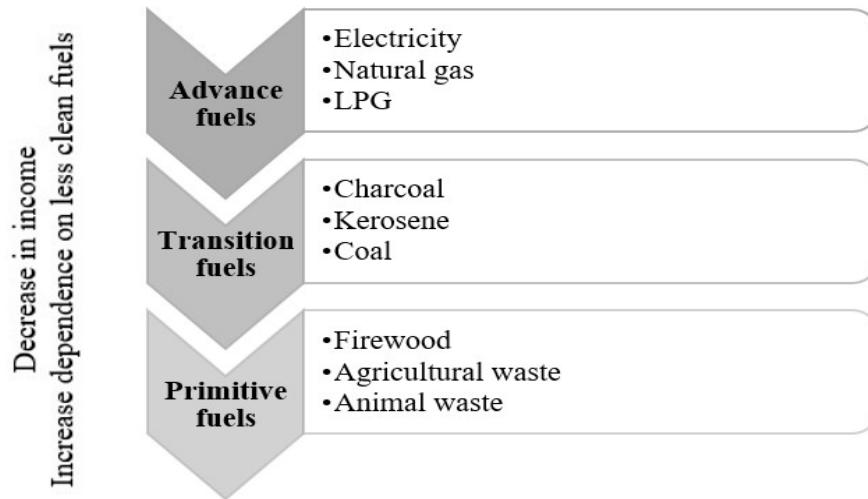 Decrease in income
Increase dependence on less clean fuels
Advance
fuels
•Electricity
•Natural gas
•LPG
Transition
fuels
•Charcoal
•Kerosene
•Coal
Primitive
fuels
•Firewood
•Agricultural waste
•Animal waste